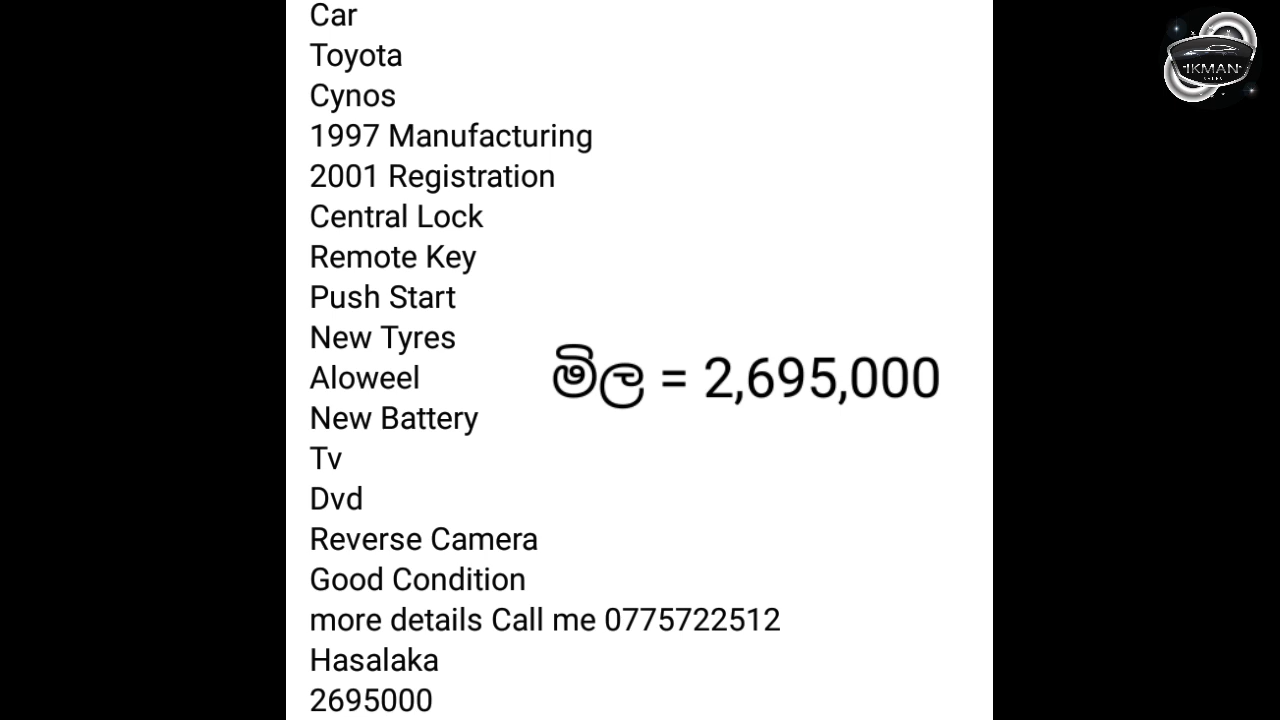 Car
Toyota
Cynos
1997 Manufacturing
2001 Registration
Central Lock
Remote Key
Push Start
New Tyres
Aloweel
මිල = 2,695,000
New Battery
Tv
Dvd
Reverse Camera
Good Condition
more details Call me 0775722512
Hasalaka
2695000
IKMAN